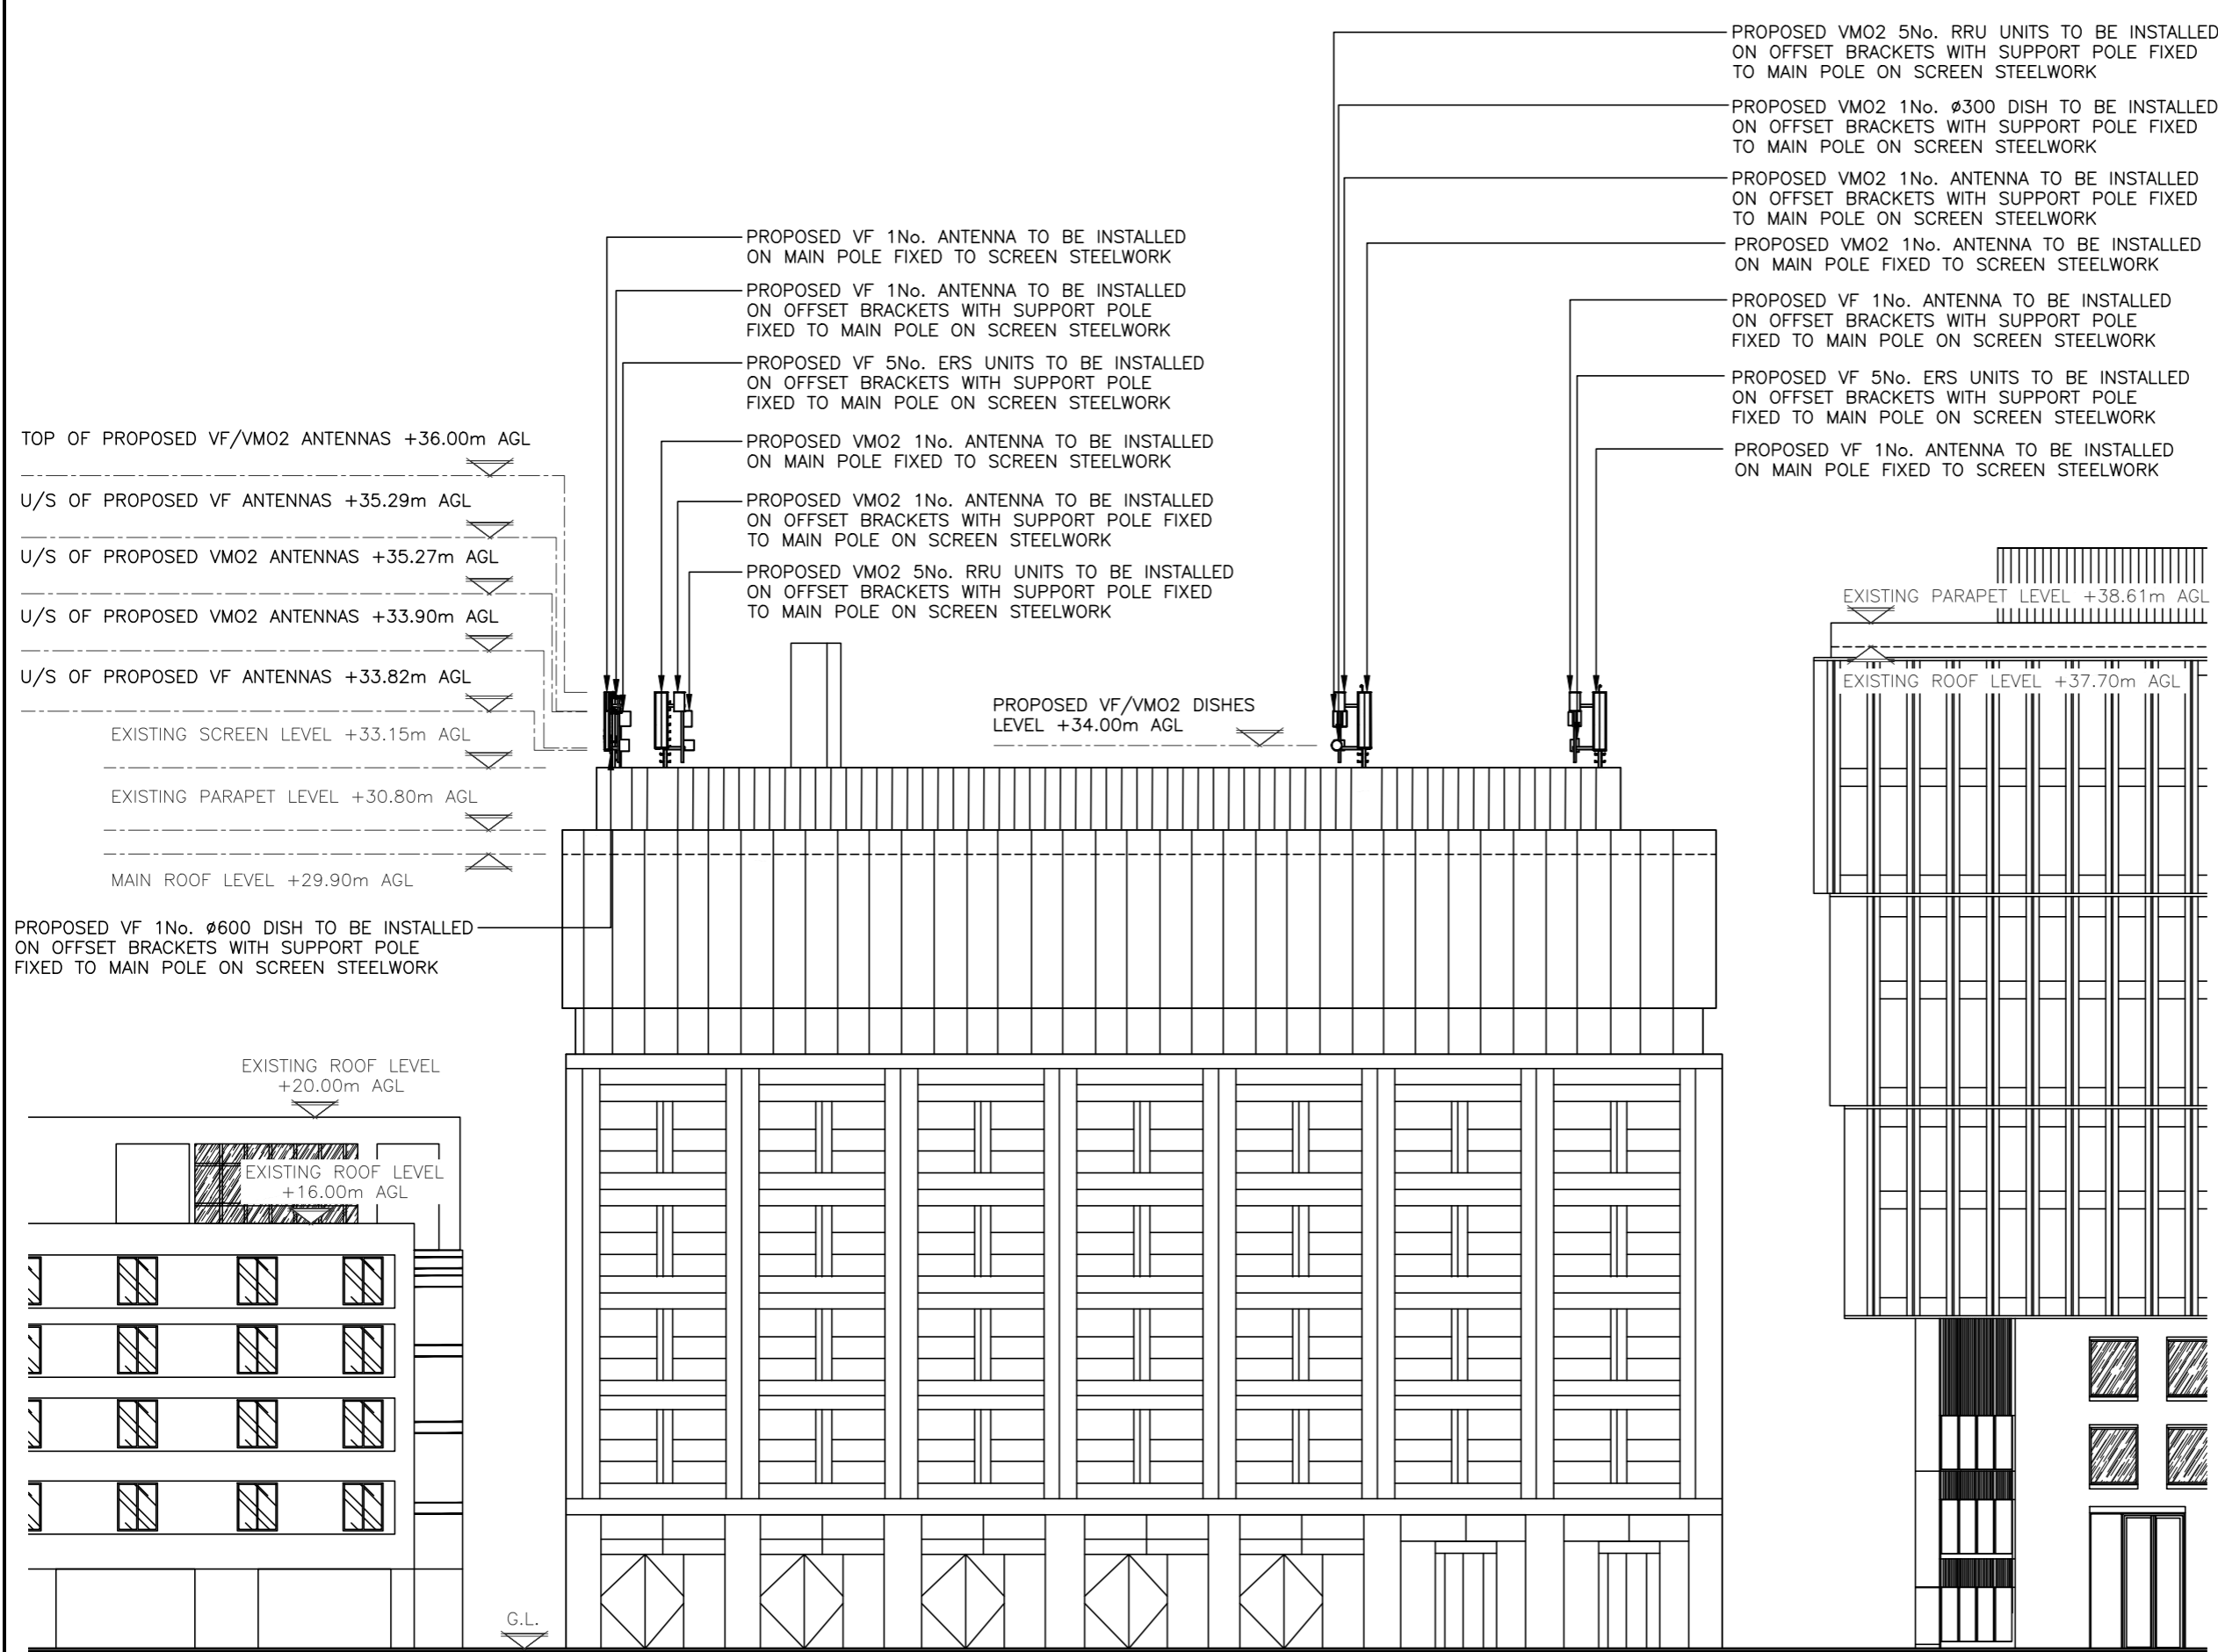 PROPOSED VMO2 5No. RRU UNITS TO BE INSTALLED
ON OFFSET BRACKETS WITH SUPPORT POLE FIXED
TO MAIN POLE ON SCREEN STEELWORK
PROPOSED VMO2 1No. ø300 DISH TO BE INSTALLED
ON OFFSET BRACKETS WITH SUPPORT POLE FIXED
TO MAIN POLE ON SCREEN STEELWORK
PROPOSED VMO2 1No. ANTENNA TO BE INSTALLED
ON OFFSET BRACKETS WITH SUPPORT POLE FIXED
TO MAIN POLE ON SCREEN STEELWORK
PROPOSED VMO2 1No. ANTENNA TO BE INSTALLED
ON MAIN POLE FIXED TO SCREEN STEELWORK
PROPOSED VF 1No. ANTENNA TO BE INSTALLED
ON OFFSET BRACKETS WITH SUPPORT POLE
FIXED TO MAIN POLE ON SCREEN STEELWORK
PROPOSED VF 5No. ERS UNITS TO BE INSTALLED
ON OFFSET BRACKETS WITH SUPPORT POLE
FIXED TO MAIN POLE ON SCREEN STEELWORK
PROPOSED VF 1No. ANTENNA TO BE INSTALLED
ON MAIN POLE FIXED TO SCREEN STEELWORK
PROPOSED VF 1No. ANTENNA TO BE INSTALLED
ON MAIN POLE FIXED TO SCREEN STEELWORK
PROPOSED VF 1No. ANTENNA TO BE INSTALLED
ON OFFSET BRACKETS WITH SUPPORT POLE
FIXED TO MAIN POLE ON SCREEN STEELWORK
PROPOSED VF 5No. ERS UNITS TO BE INSTALLED
ON OFFSET BRACKETS WITH SUPPORT POLE
FIXED TO MAIN POLE ON SCREEN STEELWORK
PROPOSED VMO2 1No. ANTENNA TO BE INSTALLED
ON MAIN POLE FIXED TO SCREEN STEELWORK
PROPOSED VMO2 1No. ANTENNA TO BE INSTALLED
ON OFFSET BRACKETS WITH SUPPORT POLE FIXED
TO MAIN POLE ON SCREEN STEELWORK
PROPOSED VMO2 5No. RRU UNITS TO BE INSTALLED
ON OFFSET BRACKETS WITH SUPPORT POLE FIXED
TO MAIN POLE ON SCREEN STEELWORK
TOP OF PROPOSED VF/VMO2 ANTENNAS +36.00m AGL
U/S OF PROPOSED VF ANTENNAS +35.29m AGL
U/S OF PROPOSED VMO2 ANTENNAS +35.27m AGL
U/S OF PROPOSED VMO2 ANTENNAS +33.90m AGL
U/S OF PROPOSED VF ANTENNAS +33.82m AGL
EXISTING SCREEN LEVEL +33.15m AGL
EXISTING PARAPET LEVEL +30.80m AGL
MAIN ROOF LEVEL +29.90m AGL
PROPOSED VF 1No. ø600 DISH TO BE INSTALLED
ON OFFSET BRACKETS WITH SUPPORT POLE
FIXED TO MAIN POLE ON SCREEN STEELWORK
PROPOSED VF/VMO2 DISHES
LEVEL +34.00m AGL
EXISTING PARAPET LEVEL +38.61m AGL
EXISTING ROOF LEVEL +37.70m AGL
EXISTING ROOF LEVEL
+20.00m AGL
EXISTING ROOF LEVEL
+16.00m AGL
G.L.